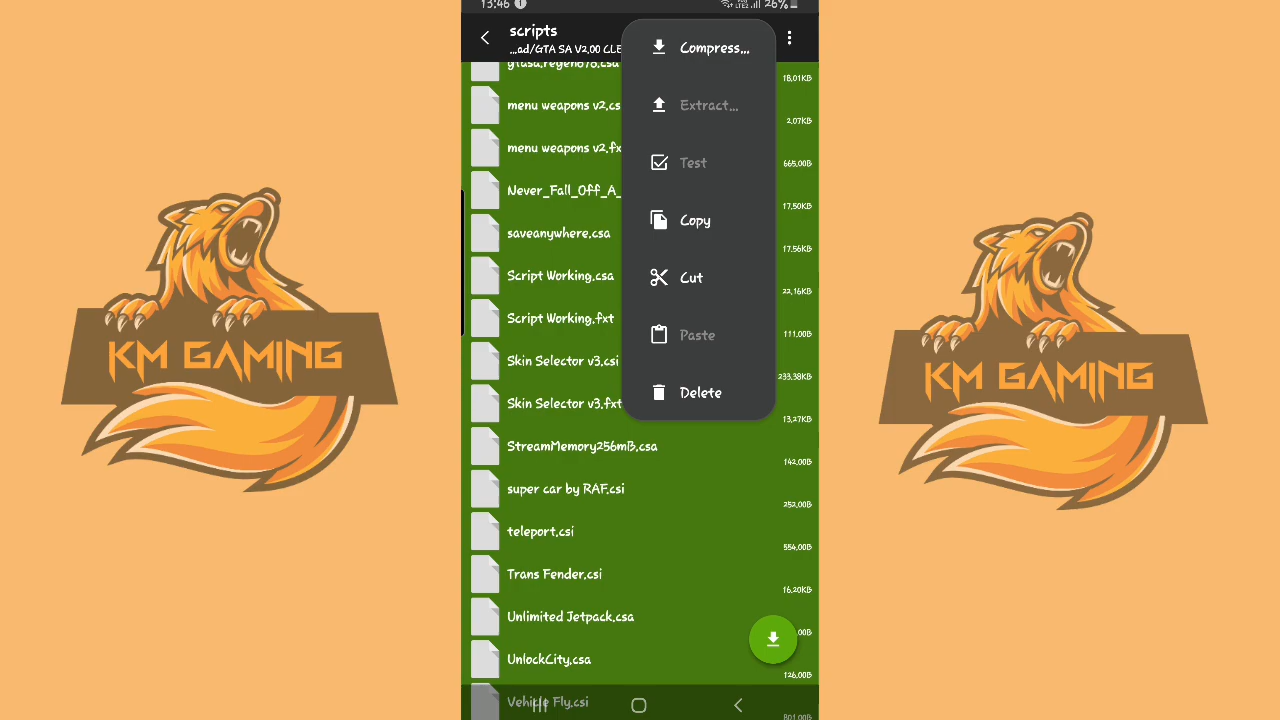 13:46
26%
scripts
...ad/GTA SA V2.00 CLE
Compress...
18,01KB
menu weapons v2.cs
Extract...
2,07KB
menu weapons v2.fx
Test
665,00B
Never_Fall_Off_A_
17,50KB
saveanywhere.csa
Copy
17,56KB
Script Working.csa
Cut
22,16KB
Script Working.fxt
Paste
111,00B
Skin Selector v3.csi
233,38KB
Skin Selector v3.fxt
Delete
13,27KB
StreamMemory256mB.csa
142,00B
super car by RAF.csi
252,00B
teleport.csi
554,00B
Trans Fender.csi
16,20KB
Unlimited Jetpack.csa
00B
UnlockCity.csa
126,00B
Vehicle Fly.csi
801,00B
KM GAMING
KM GAMING